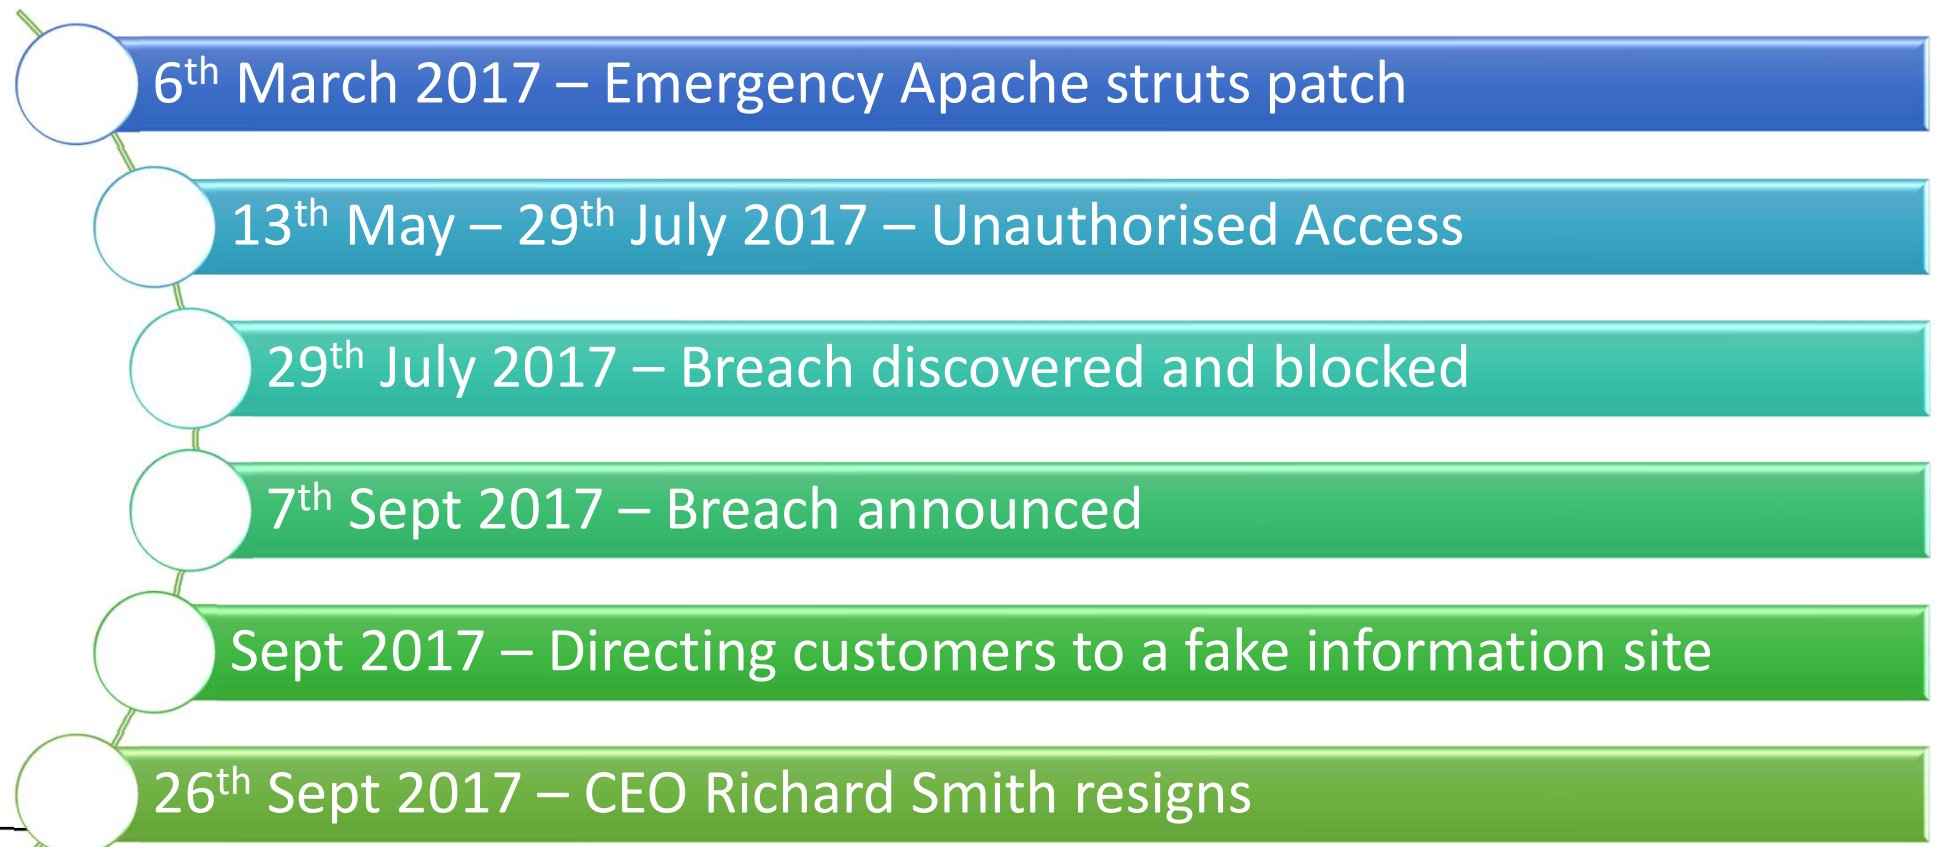 6th March 2017 – Emergency Apache struts patch
13th May – 29th July 2017 – Unauthorised Access
29th July 2017 – Breach discovered and blocked
7th Sept 2017 – Breach announced
Sept 2017 – Directing customers to a fake information site
26th Sept 2017 – CEO Richard Smith resigns